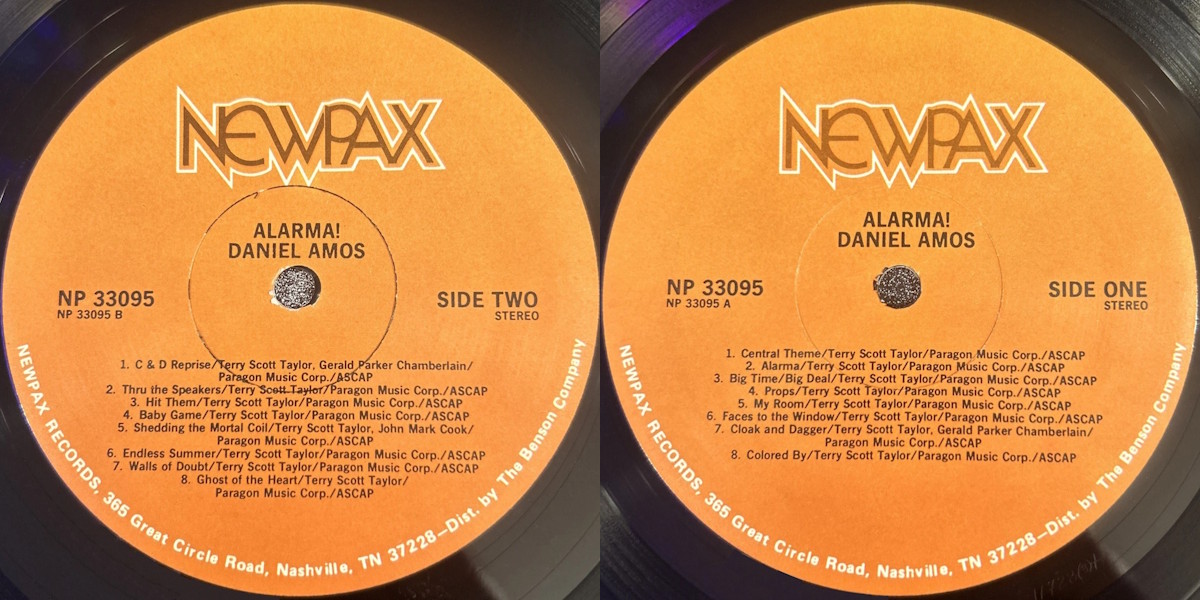 NEWPAX
ALARMA!
DANIEL AMOS
NP 33095
NP 33095 B
SIDE TWO
STEREO
1. C & D Reprise/Terry Scott Taylor, Gerald Parker Chamberlain/
Paragon Music Corp./ASCAP
2. Thru the Speakers/Terry Scott Taylor/Paragon Music Corp./ASCAP
3. Hit Them/Terry Scott Taylor/Paragon Music Corp./ASCAP
4. Baby Game/Terry Scott Taylor/Paragon Music Corp./ASCAP
5. Shedding the Mortal Coil/Terry Scott Taylor, John Mark Cook/
Paragon Music Corp./ASCAP
6. Endless Summer/Terry Scott Taylor/Paragon Music Corp./ASCAP
7. Walls of Doubt/Terry Scott Taylor/Paragon Music Corp./ASCAP
8. Ghost of the Heart/Terry Scott Taylor/
Paragon Music Corp./ASCAP
NEWPAX RECORDS, 365 Great Circle Road, Nashville, TN 37228—Dist. by The Benson Company
NEWPAX
ALARMA!
DANIEL AMOS
NP 33095
NP 33095 A
SIDE ONE
STEREO
1. Central Theme/Terry Scott Taylor/Paragon Music Corp./ASCAP
2. Alarma/Terry Scott Taylor/Paragon Music Corp./ASCAP
3. Big Time/Big Deal/Terry Scott Taylor/Paragon Music Corp./ASCAP
4. Props/Terry Scott Taylor/Paragon Music Corp./ASCAP
5. My Room/Terry Scott Taylor/Paragon Music Corp./ASCAP
6. Faces to the Window/Terry Scott Taylor/Paragon Music Corp./ASCAP
7. Cloak and Dagger/Terry Scott Taylor, Gerald Parker Chamberlain/
Paragon Music Corp./ASCAP
8. Colored By/Terry Scott Taylor/Paragon Music Corp./ASCAP
NEWPAX RECORDS, 365 Great Circle Road, Nashville, TN 37228—Dist. by The Benson Company